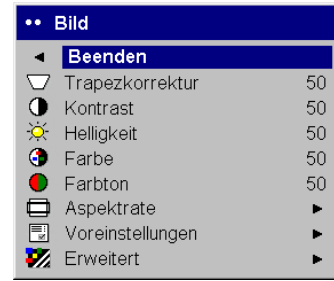 Bild
Beenden
Trapezkorrektur 50
Kontrast 50
Helligkeit 50
Farbe 50
Farbton 50
Aspektrate
Voreinstellungen
Erweitert